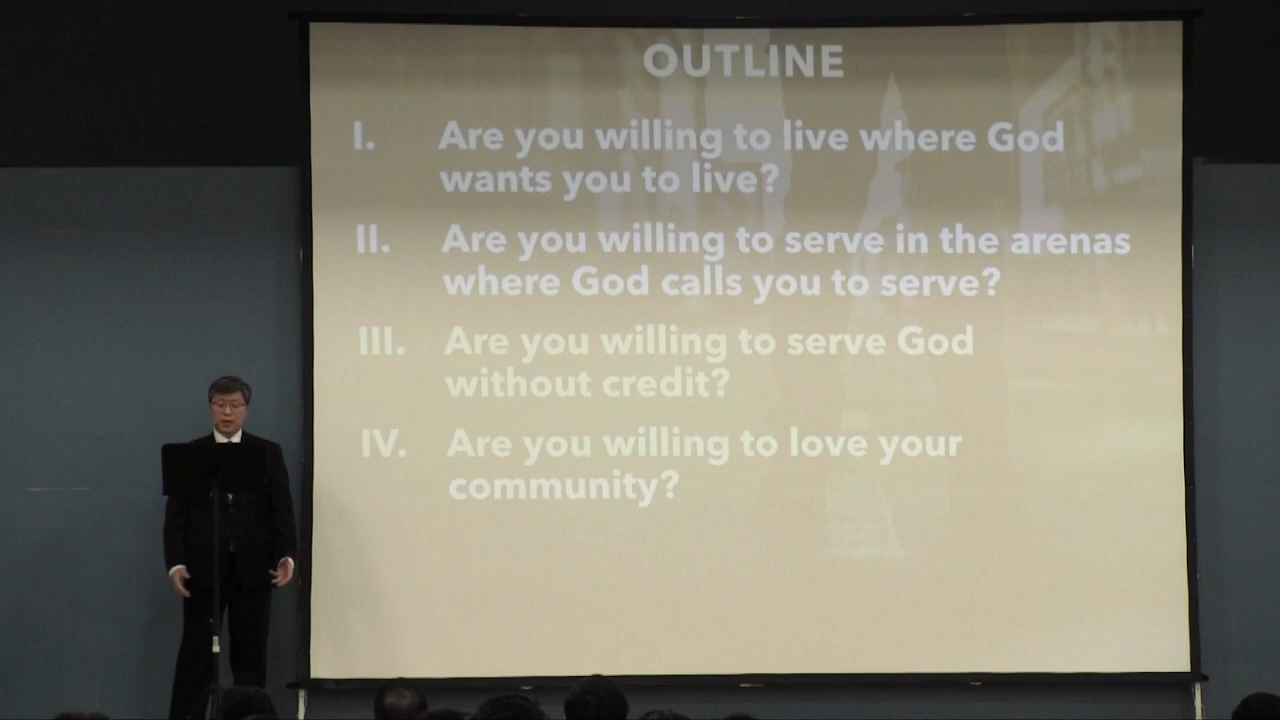 OUTLINE
I. Are you willing to live where God
wants you to live?
II. Are you willing to serve in the arenas
where God calls you to serve?
III. Are you willing to serve God
without credit?
IV. Are you willing to love your
community?